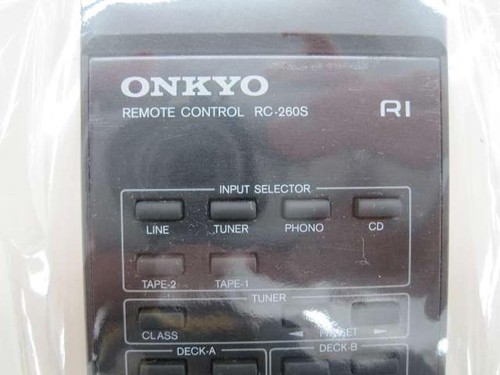 ONKYO
REMOTE CONTROL RC-260S RI
INPUT SELECTOR
LINE TUNER PHONO CD
TAPE-2 TAPE-1
TUNER
CLASS PRESET
DECK-A DECK-B